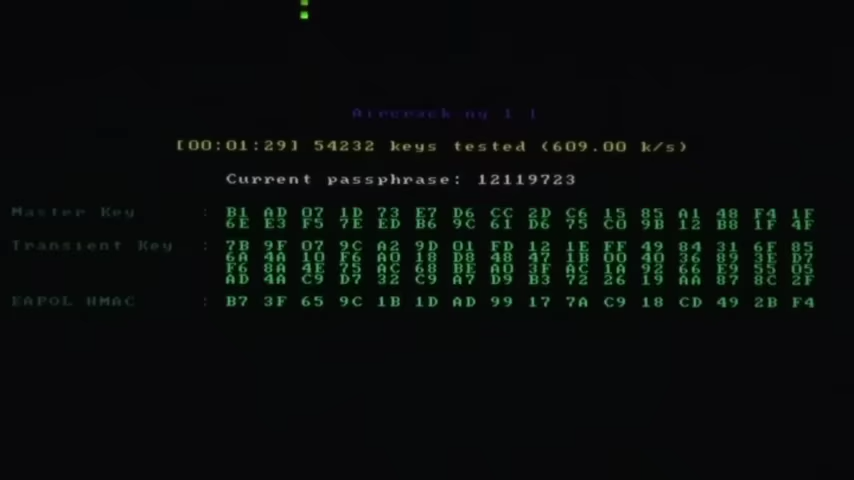 Aircrack-ng 1.1
[00:01:29] 54232 keys tested (609.00 k/s)
Current passphrase: 12119723
Master Key : B1 AD 07 1D 73 E7 D6 CC 2D C6 15 85 A1 48 F4 1F
6E E3 F5 7E ED B6 9C 61 D6 75 C0 9B 12 B8 1F 4F
Transient Key : 7B 9F 07 9C A2 9D 01 FD 12 1E FF 49 84 31 6F 85
6A 4A 10 F6 A0 18 D8 48 47 1B 00 40 36 89 3E D7
F6 8A 4E 75 AC 68 BE A0 3F AC 1A 92 66 E9 55 05
AD 4A C9 D7 32 C9 A7 D9 B3 72 26 19 AA 87 8C 2F
EAPOL HMAC : B7 3F 65 9C 1B 1D AD 99 17 7A C9 18 CD 49 2B F4